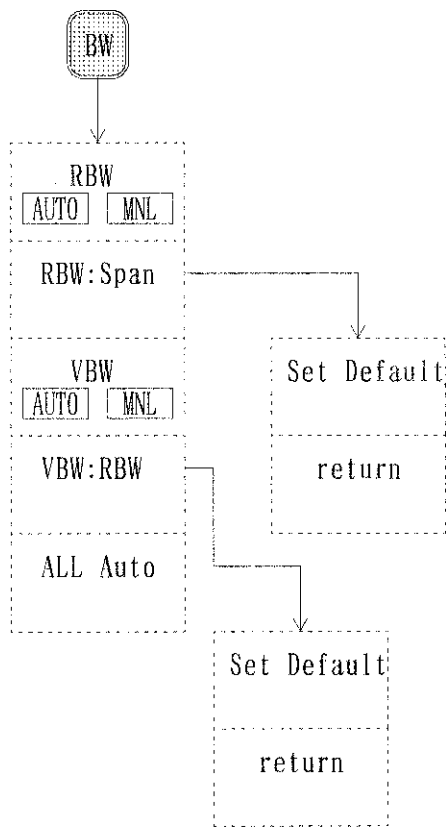 BW
RBW
AUTO MNL
RBW:Span
VBW
AUTO MNL
VBW:RBW
ALL Auto
Set Default
return
Set Default
return